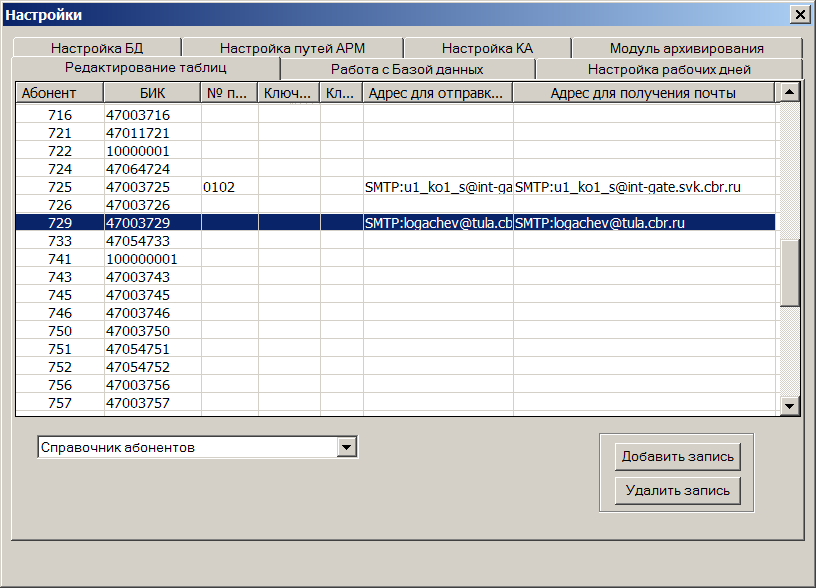 Настройки
Настройка БД Настройка путей АРМ Настройка КА Модуль архивирования
Редактирование таблиц Работа с Базой данных Настройка рабочих дней
Абонент БИК № п... Ключ... Кл... Адрес для отправк... Адрес для получения почты
716 47003716
721 47011721
722 10000001
724 47064724
725 47003725 0102 SMTP:u1_ko1_s@int-ga SMTP:u1_ko1_s@int-gate.svk.cbr.ru
726 47003726
729 47003729 SMTP:logachev@tula.cb SMTP:logachev@tula.cbr.ru
733 47054733
741 100000001
743 47003743
745 47003745
746 47003746
750 47003750
751 47054751
752 47054752
756 47003756
757 47003757
Справочник абонентов
Добавить запись
Удалить запись